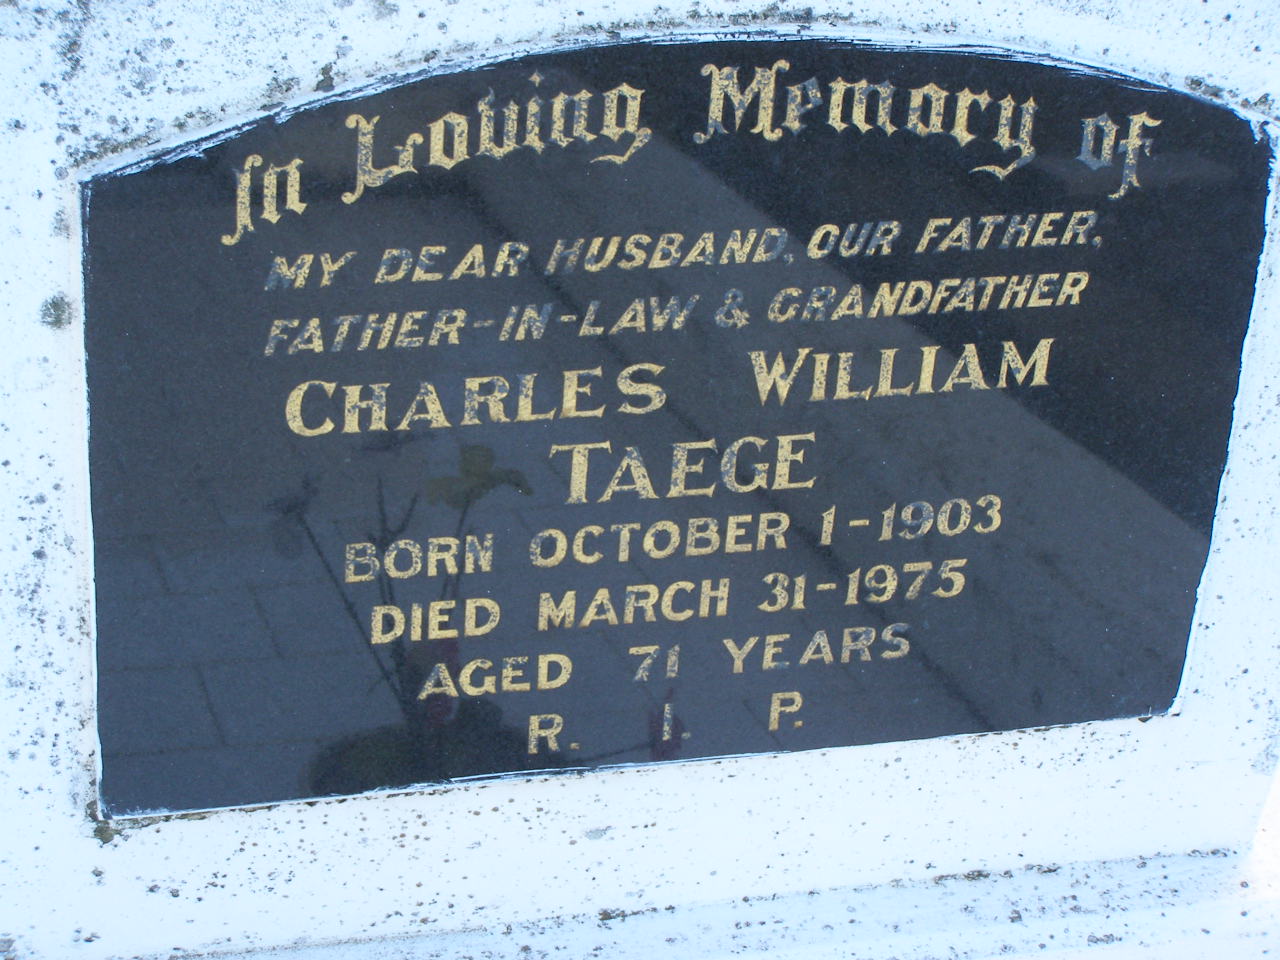 In Loving Memory of
MY DEAR HUSBAND, OUR FATHER,
FATHER-IN-LAW & GRANDFATHER
CHARLES WILLIAM
TAEGE
BORN OCTOBER 1-1903
DIED MARCH 31-1975
AGED 71 YEARS
R. I. P.